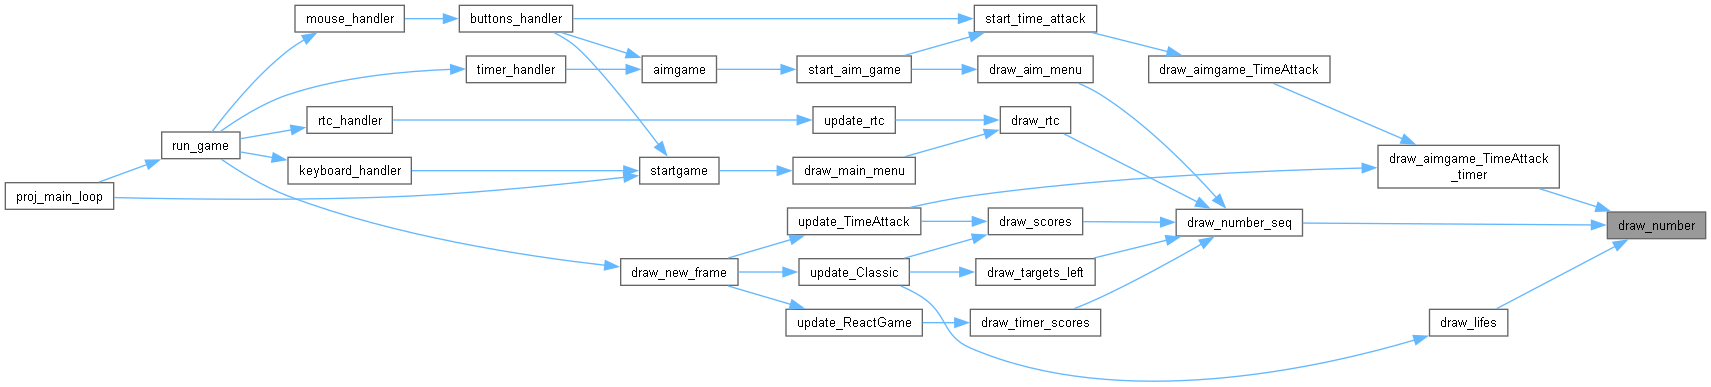 mouse_handler
buttons_handler
start_time_attack
timer_handler
aimgame
start_aim_game
draw_aim_menu
draw_aimgame_TimeAttack
rtc_handler
update_rtc
draw_rtc
run_game
keyboard_handler
startgame
draw_main_menu
draw_aimgame_TimeAttack
_timer
proj_main_loop
update_TimeAttack
draw_scores
draw_number_seq
draw_number
draw_new_frame
update_Classic
draw_targets_left
update_ReactGame
draw_timer_scores
draw_lifes